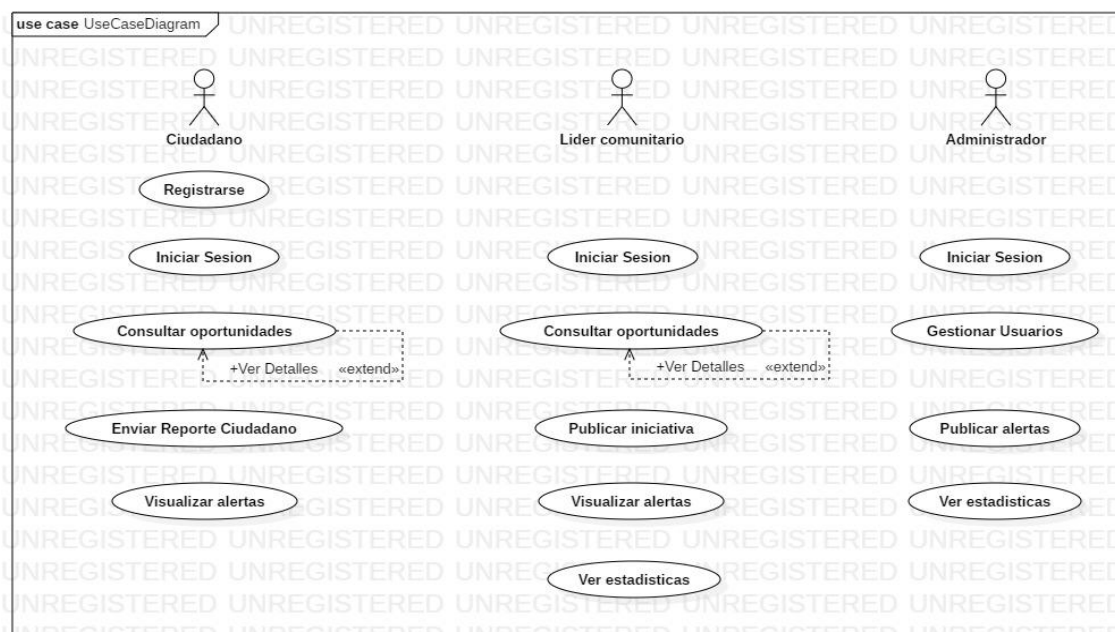 use case UseCaseDiagram
Ciudadano
Lider comunitario
Administrador
Registrarse
Iniciar Sesion
Iniciar Sesion
Iniciar Sesion
Consultar oportunidades
Consultar oportunidades
Gestionar Usuarios
+Ver Detalles «extend»
+Ver Detalles «extend»
Enviar Reporte Ciudadano
Publicar iniciativa
Publicar alertas
Visualizar alertas
Visualizar alertas
Ver estadisticas
Ver estadisticas
UNREGISTERED